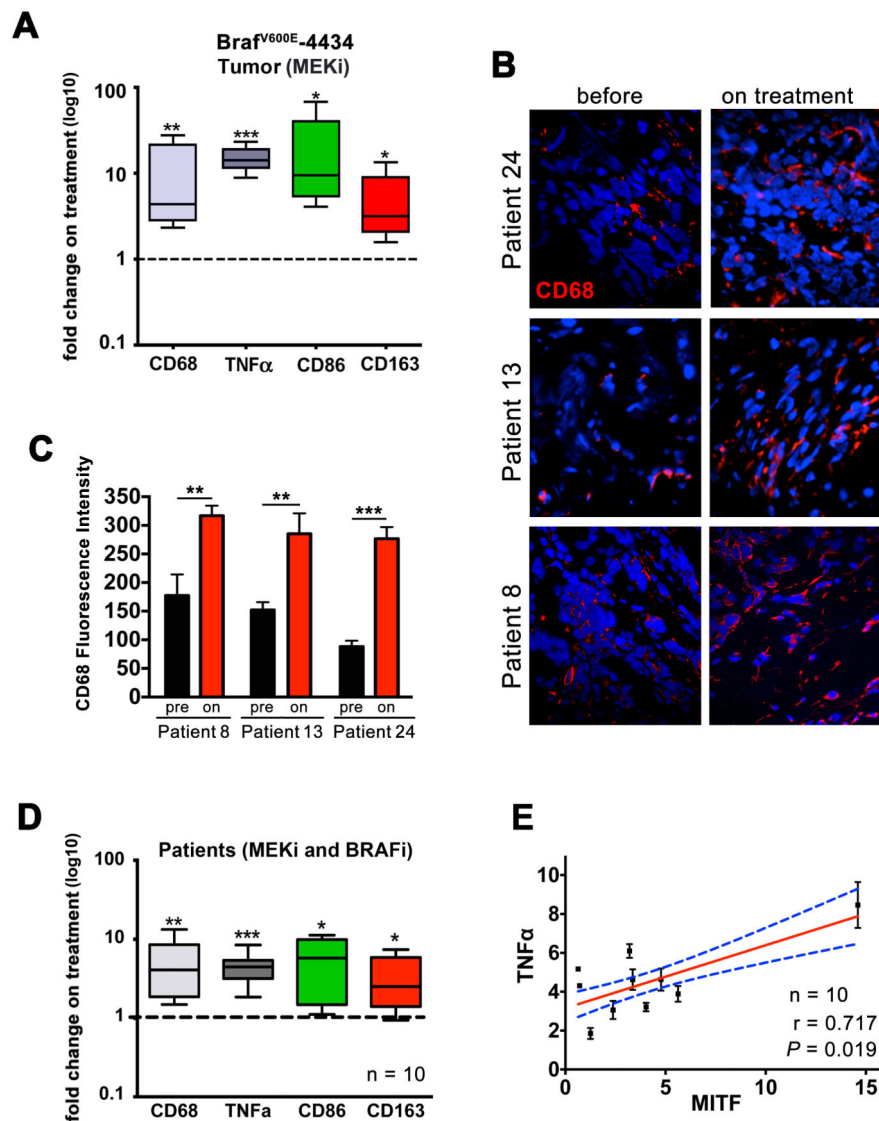 A
Braf^V600E-4434
Tumor (MEKi)
fold change on treatment (log10)
100
10
1
0.1
**
***
*
*
CD68
TNFα
CD86
CD163
B
before
on treatment
Patient 24
CD68
Patient 13
Patient 8
C
CD68 Fluorescence Intensity
350
300
250
200
150
100
50
0
**
**
***
pre on pre on pre on
Patient 8 Patient 13 Patient 24
D
Patients (MEKi and BRAFi)
fold change on treatment (log10)
100
10
1
0.1
**
***
*
*
n = 10
CD68 TNFa CD86 CD163
E
TNFα
10
8
6
4
2
0
n = 10
r = 0.717
P = 0.019
0 5 10 15
MITF